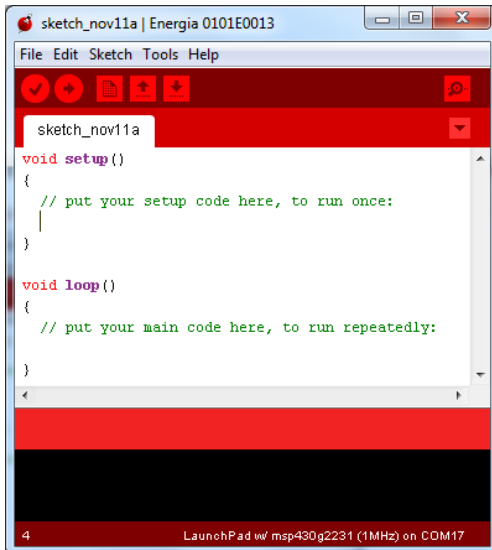 sketch_nov11a | Energia 0101E0013
File Edit Sketch Tools Help
sketch_nov11a
void setup()
{
  // put your setup code here, to run once:
}
void loop()
{
  // put your main code here, to run repeatedly:
}
4 LaunchPad w/ msp430g2231 (1MHz) on COM17